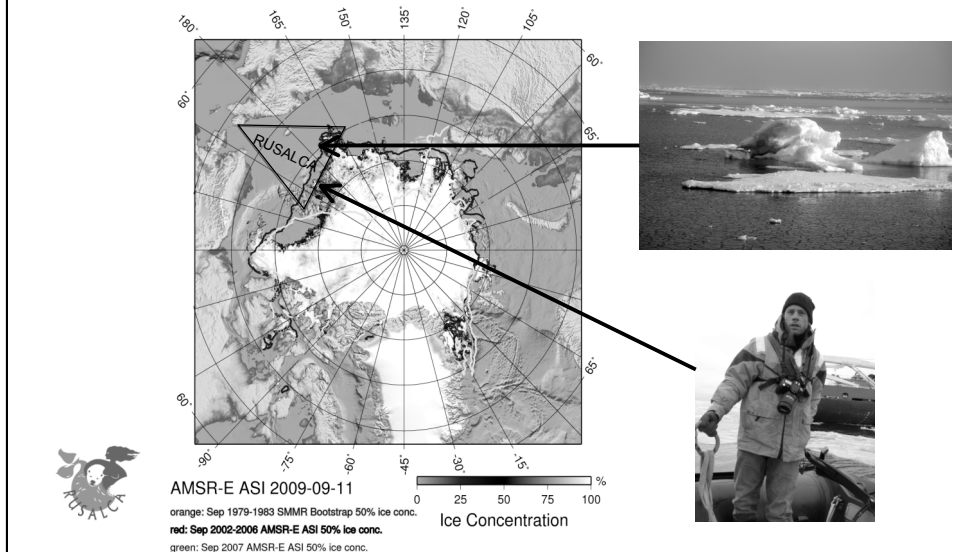 180° 165° 150° 135° 120° 105°
60° 60°
RUSALCA
65°
65°
60°
-90° -75° -60° -45° -30° -15°
AMSR-E ASI 2009-09-11
orange: Sep 1979-1983 SMMR Bootstrap 50% ice conc.
red: Sep 2002-2006 AMSR-E ASI 50% ice conc.
green: Sep 2007 AMSR-E ASI 50% ice conc.
%
0 25 50 75 100
Ice Concentration
RUSALCA